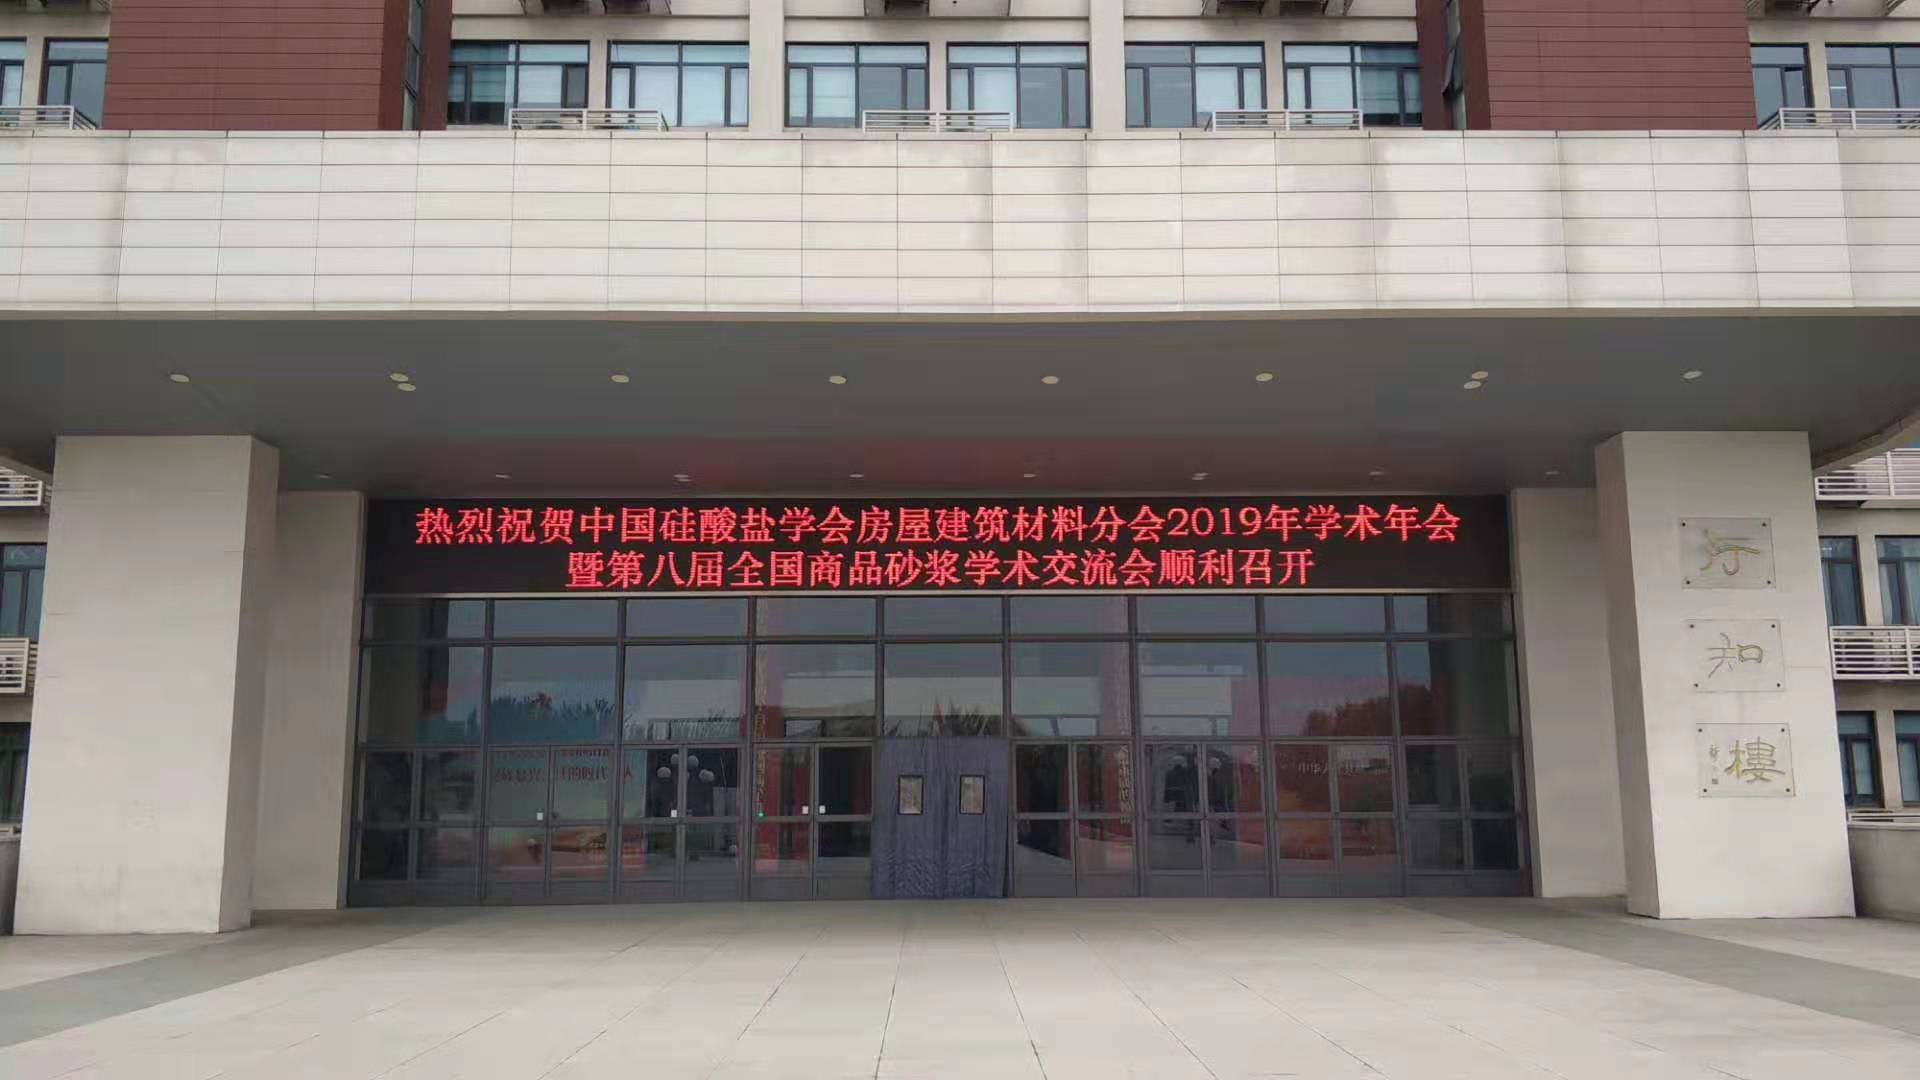 热烈祝贺中国硅酸盐学会房屋建筑材料分会2019年学术年会
暨第八届全国商品砂浆学术交流会顺利召开
行
知
楼